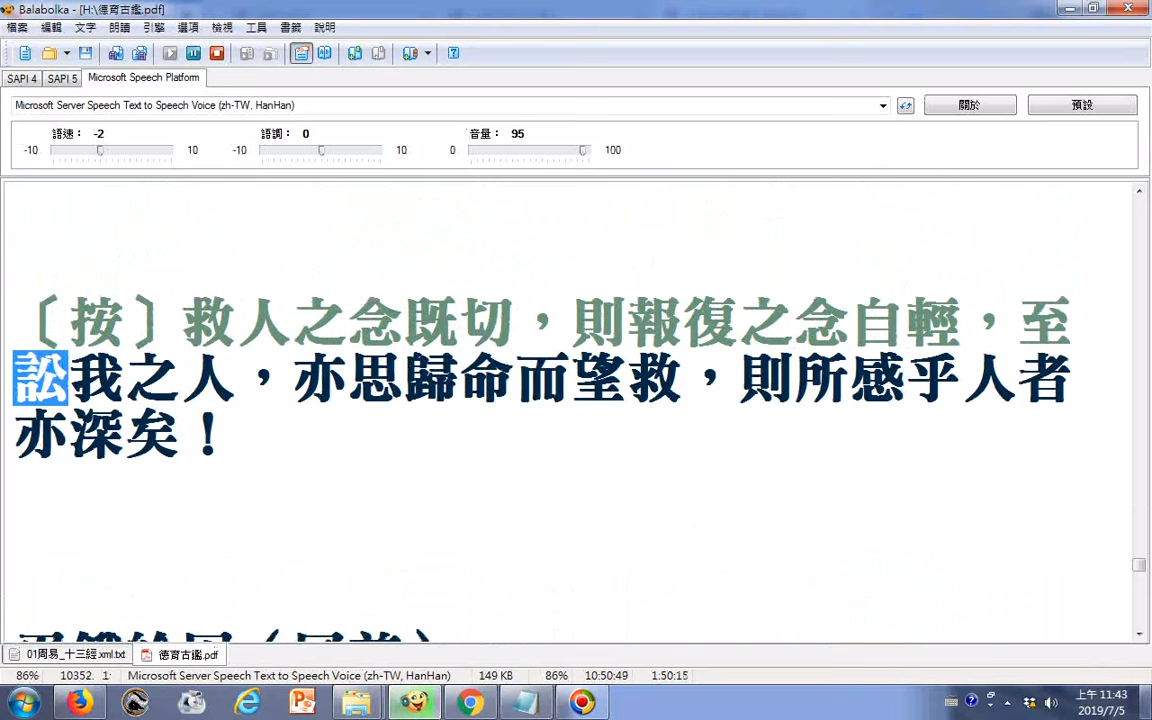 Balabolka - [H:\德育古鑑.pdf]
檔案 編輯 文字 朗讀 引擎 選項 檢視 工具 書籤 說明
SAPI 4 SAPI 5 Microsoft Speech Platform
Microsoft Server Speech Text to Speech Voice (zh-TW, HanHan) 關於 預設
語速： -2 語調： 0 音量： 95
-10 10 -10 10 0 100
〔按〕救人之念既切，則報復之念自輕，至
訟我之人，亦思歸命而望救，則所感乎人者
亦深矣！
01周易_十三經.xml.txt 德育古鑑.pdf
86% 10352. 1· Microsoft Server Speech Text to Speech Voice (zh-TW, HanHan) 149 KB 86% 10:50:49 1:50:15
上午 11:43
2019/7/5